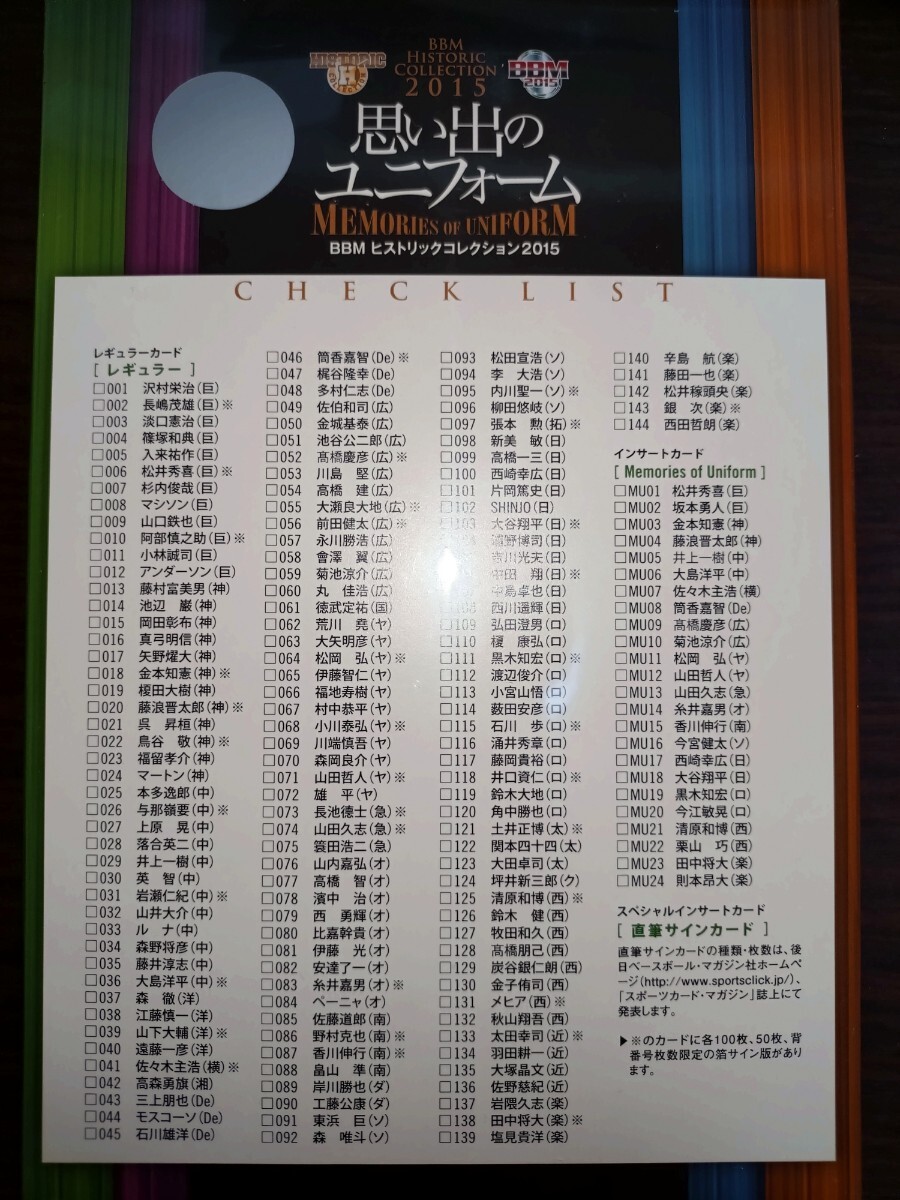 HISTORIC
COLLECTION
BBM
HISTORIC
COLLECTION
2015
BBM
2015
思い出の
ユニフォーム
MEMORIES OF UNIFORM
BBM ヒストリックコレクション2015
CHECK LIST
レギュラーカード
[レギュラー]
□001 沢村栄治(巨)
□002 長嶋茂雄(巨)※
□003 淡口憲治(巨)
□004 篠塚和典(巨)
□005 入来祐作(巨)
□006 松井秀喜(巨)※
□007 杉内俊哉(巨)
□008 マシソン(巨)
□009 山口鉄也(巨)
□010 阿部慎之助(巨)※
□011 小林誠司(巨)
□012 アンダーソン(巨)
□013 藤村富美男(神)
□014 池辺 巌(神)
□015 岡田彰布(神)
□016 真弓明信(神)
□017 矢野燿大(神)
□018 金本知憲(神)※
□019 榎田大樹(神)
□020 藤浪晋太郎(神)※
□021 呉 昇桓(神)
□022 鳥谷 敬(神)※
□023 福留孝介(神)
□024 マートン(神)
□025 本多逸郎(中)
□026 与那嶺要(中)※
□027 上原 晃(中)
□028 落合英二(中)
□029 井上一樹(中)
□030 英 智(中)
□031 岩瀬仁紀(中)※
□032 山井大介(中)
□033 ルナ(中)
□034 森野将彦(中)
□035 藤井淳志(中)
□036 大島洋平(中)※
□037 森 徹(洋)
□038 江藤慎一(洋)
□039 山下大輔(洋)※
□040 遠藤一彦(洋)
□041 佐々木主浩(横)※
□042 高森勇旗(湘)
□043 三上朋也(De)
□044 モスコーソ(De)
□045 石川雄洋(De)
□046 筒香嘉智(De)※
□047 梶谷隆幸(De)
□048 多村仁志(De)
□049 佐伯和司(広)
□050 金城基泰(広)
□051 池谷公二郎(広)
□052 髙橋慶彦(広)※
□053 川島 堅(広)
□054 高橋 建(広)
□055 大瀬良大地(広)※
□056 前田健太(広)※
□057 永川勝浩(広)
□058 會澤 翼(広)
□059 菊池涼介(広)
□060 丸 佳浩(広)
□061 徳武定祐(国)
□062 荒川 堯(ヤ)
□063 大矢明彦(ヤ)
□064 松岡 弘(ヤ)※
□065 伊藤智仁(ヤ)
□066 福地寿樹(ヤ)
□067 村中恭平(ヤ)
□068 小川泰弘(ヤ)※
□069 川端慎吾(ヤ)
□070 森岡良介(ヤ)
□071 山田哲人(ヤ)※
□072 雄 平(ヤ)
□073 長池德士(急)※
□074 山田久志(急)※
□075 簑田浩二(急)
□076 山内嘉弘(オ)
□077 高橋 智(オ)
□078 濱中 治(オ)
□079 西 勇輝(オ)
□080 比嘉幹貴(オ)
□081 伊藤 光(オ)
□082 安達了一(オ)
□083 糸井嘉男(オ)※
□084 ペーニャ(オ)
□085 佐藤道郎(南)
□086 野村克也(南)※
□087 香川伸行(南)※
□088 畠山 準(南)
□089 岸川勝也(ダ)
□090 工藤公康(ダ)
□091 東浜 巨(ソ)
□092 森 唯斗(ソ)
□093 松田宣浩(ソ)
□094 李 大浩(ソ)
□095 内川聖一(ソ)※
□096 柳田悠岐(ソ)
□097 張本 勲(拓)※
□098 新美 敏(日)
□099 高橋一三(日)
□100 西崎幸広(日)
□101 片岡篤史(日)
□102 SHINJO(日)
□103 大谷翔平(日)※
野博司(日)
川光夫(日)
中田 翔(日)※
中島卓也(日)
西川遥輝(日)
□109 弘田澄男(ロ)
□110 榎 康弘(ロ)
□111 黒木知宏(ロ)※
□112 渡辺俊介(ロ)
□113 小宮山悟(ロ)
□114 薮田安彦(ロ)
□115 石川 歩(ロ)※
□116 涌井秀章(ロ)
□117 藤岡貴裕(ロ)
□118 井口資仁(ロ)※
□119 鈴木大地(ロ)
□120 角中勝也(ロ)
□121 土井正博(太)※
□122 関本四十四(太)
□123 大田卓司(太)
□124 坪井新三郎(ク)
□125 清原和博(西)※
□126 鈴木 健(西)
□127 牧田和久(西)
□128 髙橋朋己(西)
□129 炭谷銀仁朗(西)
□130 金子侑司(西)
□131 メヒア(西)※
□132 秋山翔吾(西)
□133 太田幸司(近)※
□134 羽田耕一(近)
□135 大塚晶文(近)
□136 佐野慈紀(近)
□137 岩隈久志(楽)
□138 田中将大(楽)※
□139 塩見貴洋(楽)
□140 辛島 航(楽)
□141 藤田一也(楽)
□142 松井稼頭央(楽)
□143 銀 次(楽)※
□144 西田哲朗(楽)
インサートカード
[Memories of Uniform]
□MU01 松井秀喜(巨)
□MU02 坂本勇人(巨)
□MU03 金本知憲(神)
□MU04 藤浪晋太郎(神)
□MU05 井上一樹(中)
□MU06 大島洋平(中)
□MU07 佐々木主浩(横)
□MU08 筒香嘉智(De)
□MU09 髙橋慶彦(広)
□MU10 菊池涼介(広)
□MU11 松岡 弘(ヤ)
□MU12 山田哲人(ヤ)
□MU13 山田久志(急)
□MU14 糸井嘉男(オ)
□MU15 香川伸行(南)
□MU16 今宮健太(ソ)
□MU17 西崎幸広(日)
□MU18 大谷翔平(日)
□MU19 黒木知宏(ロ)
□MU20 今江敏晃(ロ)
□MU21 清原和博(西)
□MU22 栗山 巧(西)
□MU23 田中将大(楽)
□MU24 則本昂大(楽)
スペシャルインサートカード
[直筆サインカード]
直筆サインカードの種類・枚数は、後
日ベースボール・マガジン社ホームペー
ジ(http://www.sportsclick.jp/)、
「スポーツカード・マガジン」誌上にて
発表します。
▶※のカードに各100枚、50枚、背
番号枚数限定の箔サイン版があり
ます。